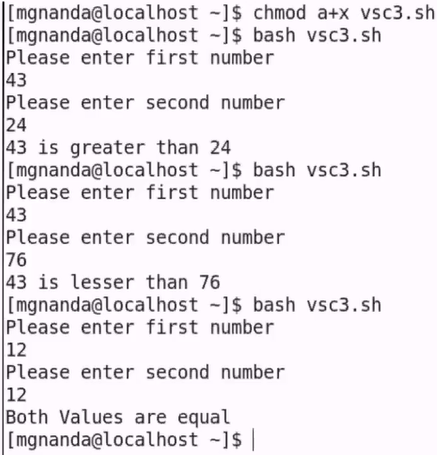 [mgnanda@localhost ~]$ chmod a+x vsc3.sh
[mgnanda@localhost ~]$ bash vsc3.sh
Please enter first number
43
Please enter second number
24
43 is greater than 24
[mgnanda@localhost ~]$ bash vsc3.sh
Please enter first number
43
Please enter second number
76
43 is lesser than 76
[mgnanda@localhost ~]$ bash vsc3.sh
Please enter first number
12
Please enter second number
12
Both Values are equal
[mgnanda@localhost ~]$